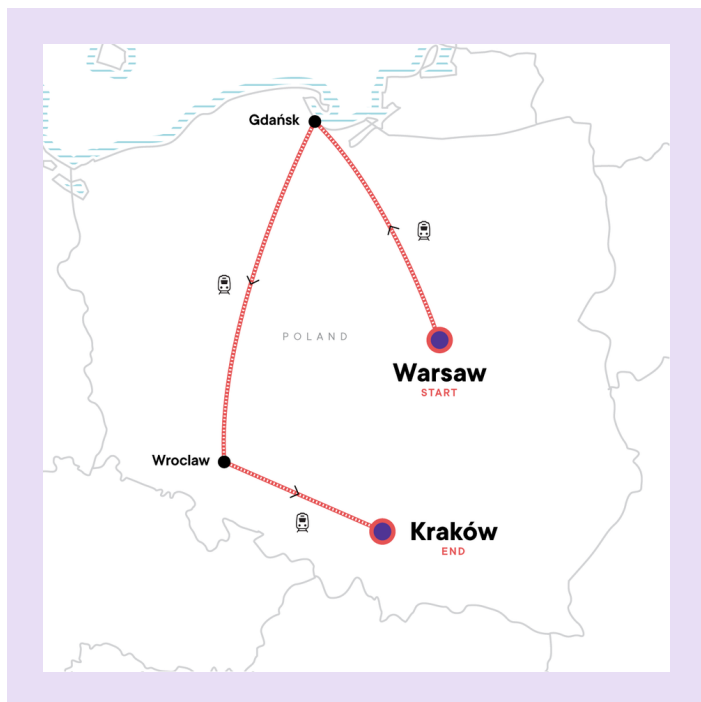 Gdańsk
POLAND
Warsaw
START
Wroclaw
Kraków
END